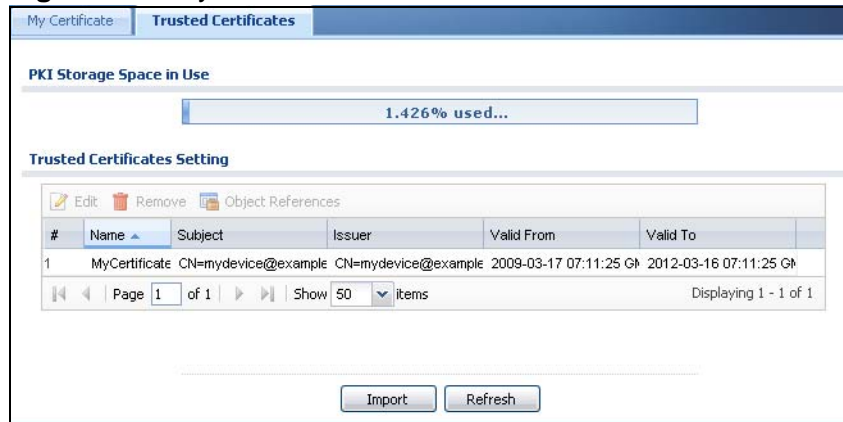 My Certificate Trusted Certificates
PKI Storage Space in Use
1.426% used...
Trusted Certificates Setting
Edit Remove Object References
# Name Subject Issuer Valid From Valid To
1 MyCertificate CN=mydevice@example CN=mydevice@example 2009-03-17 07:11:25 GM 2012-03-16 07:11:25 GM
Page 1 of 1 Show 50 items Displaying 1 - 1 of 1
Import Refresh